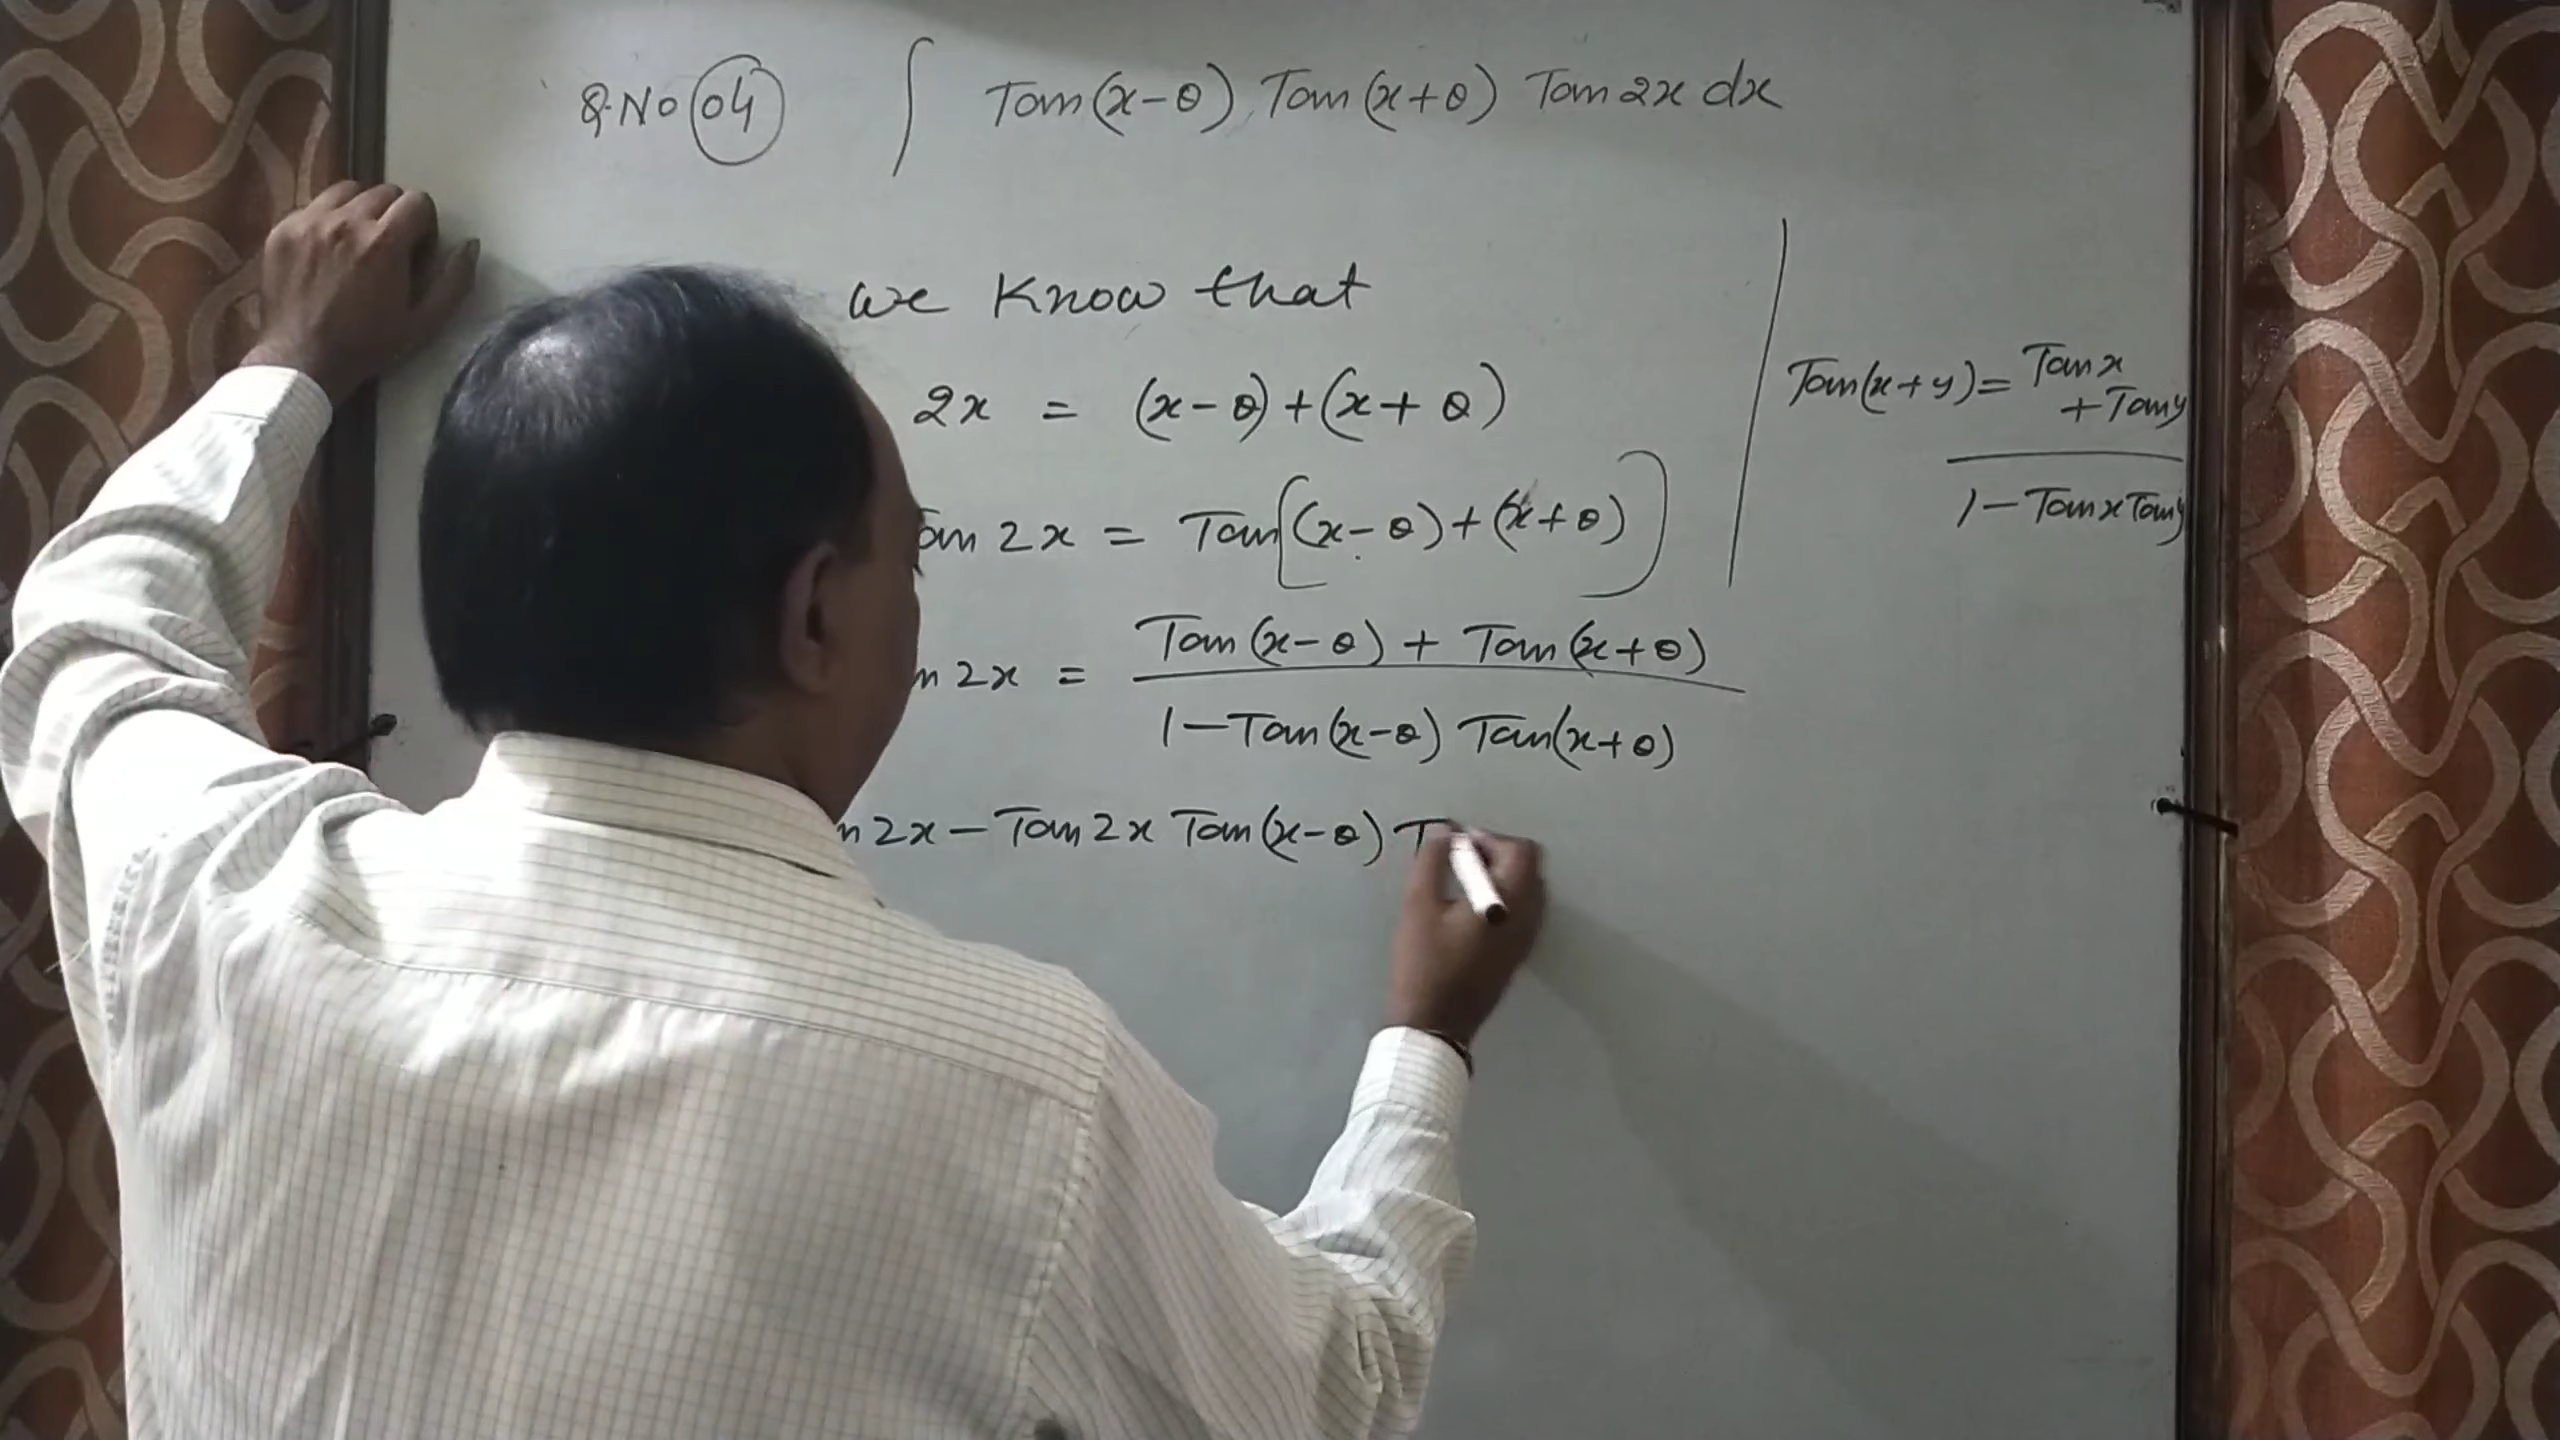 Q.No 04 ∫ Tan(x-θ) Tan(x+θ) Tan 2x dx
we Know that
2x = (x-θ)+(x+θ)
Tan 2x = Tan[(x-θ)+(x+θ)]
n 2x = Tan(x-θ) + Tan(x+θ)
1-Tan(x-θ) Tan(x+θ)
n 2x - Tan 2x Tan(x-θ) T
Tan(x+y) = Tan x
+Tan y
1-Tan x Tan y